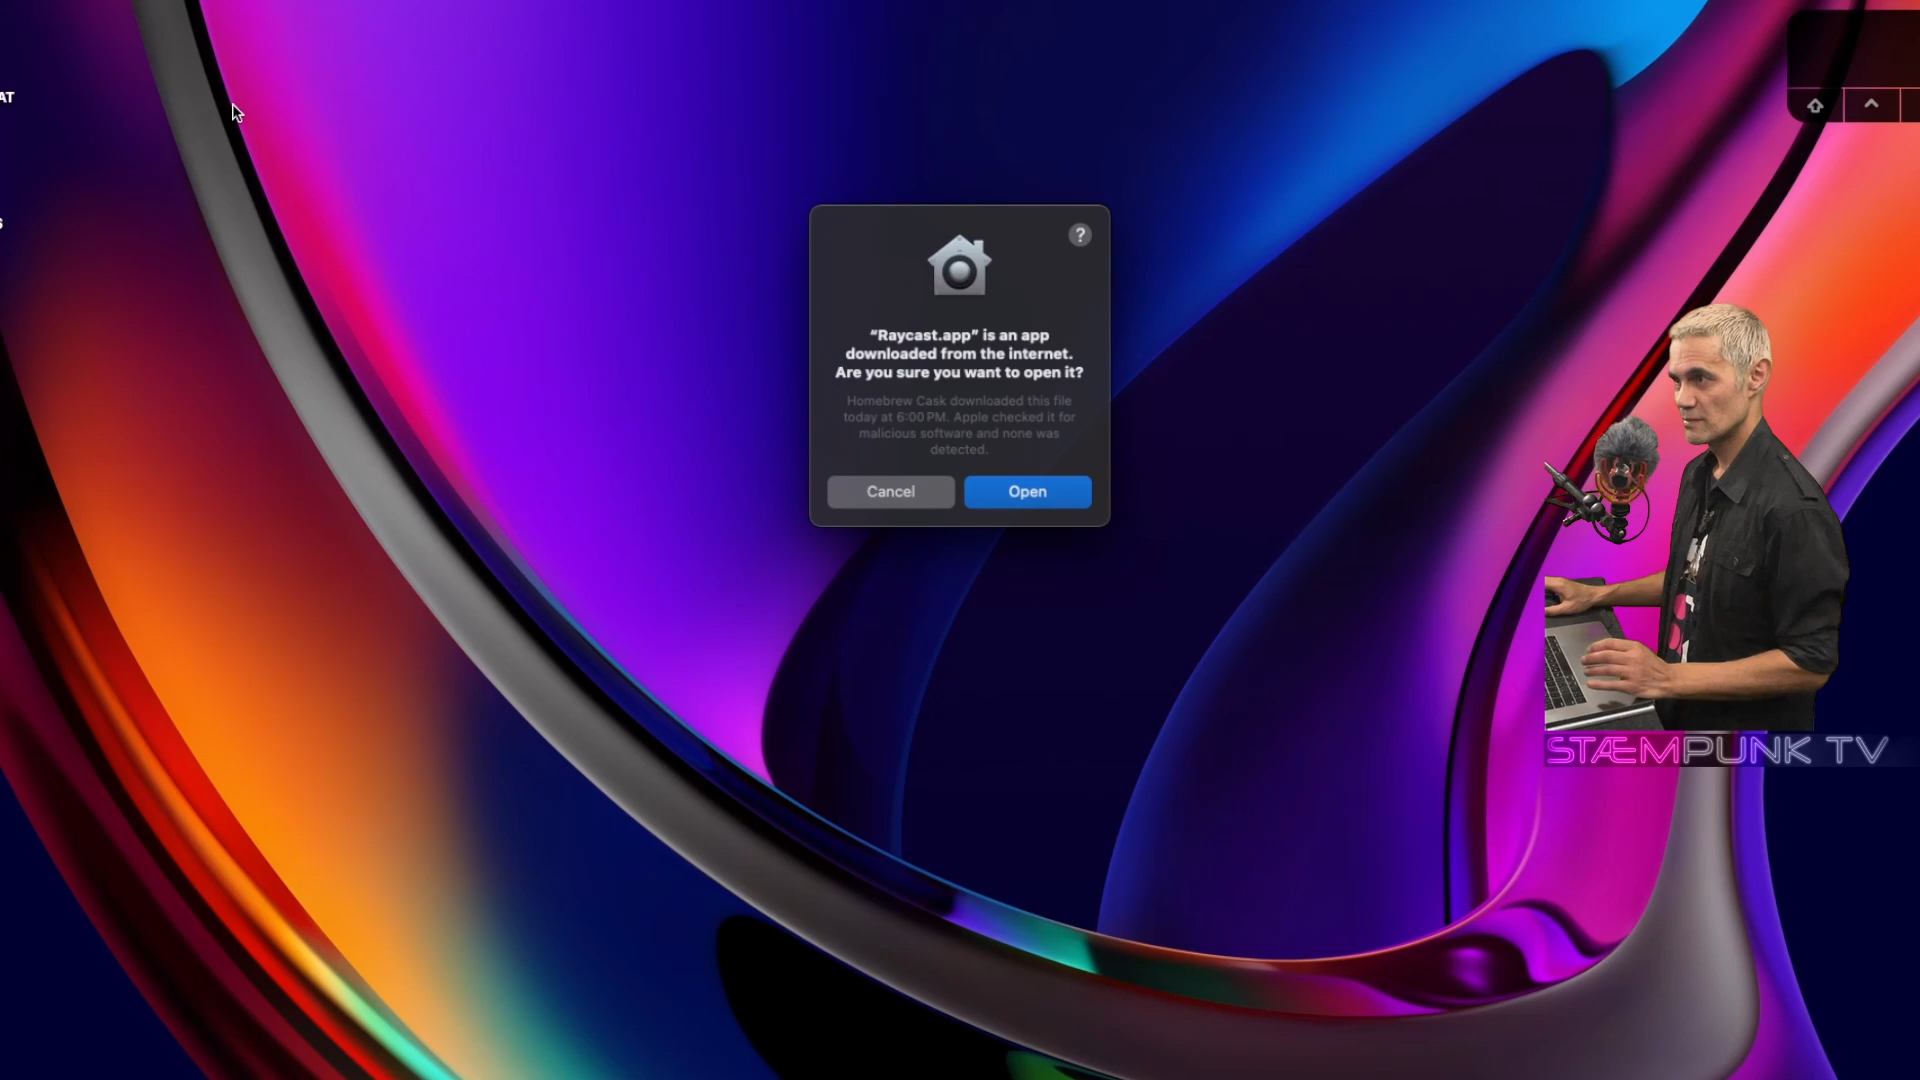 AT
S
?
“Raycast.app” is an app
downloaded from the internet.
Are you sure you want to open it?
Homebrew Cask downloaded this file
today at 6:00 PM. Apple checked it for
malicious software and none was
detected.
Cancel
Open
STÆMPUNK TV